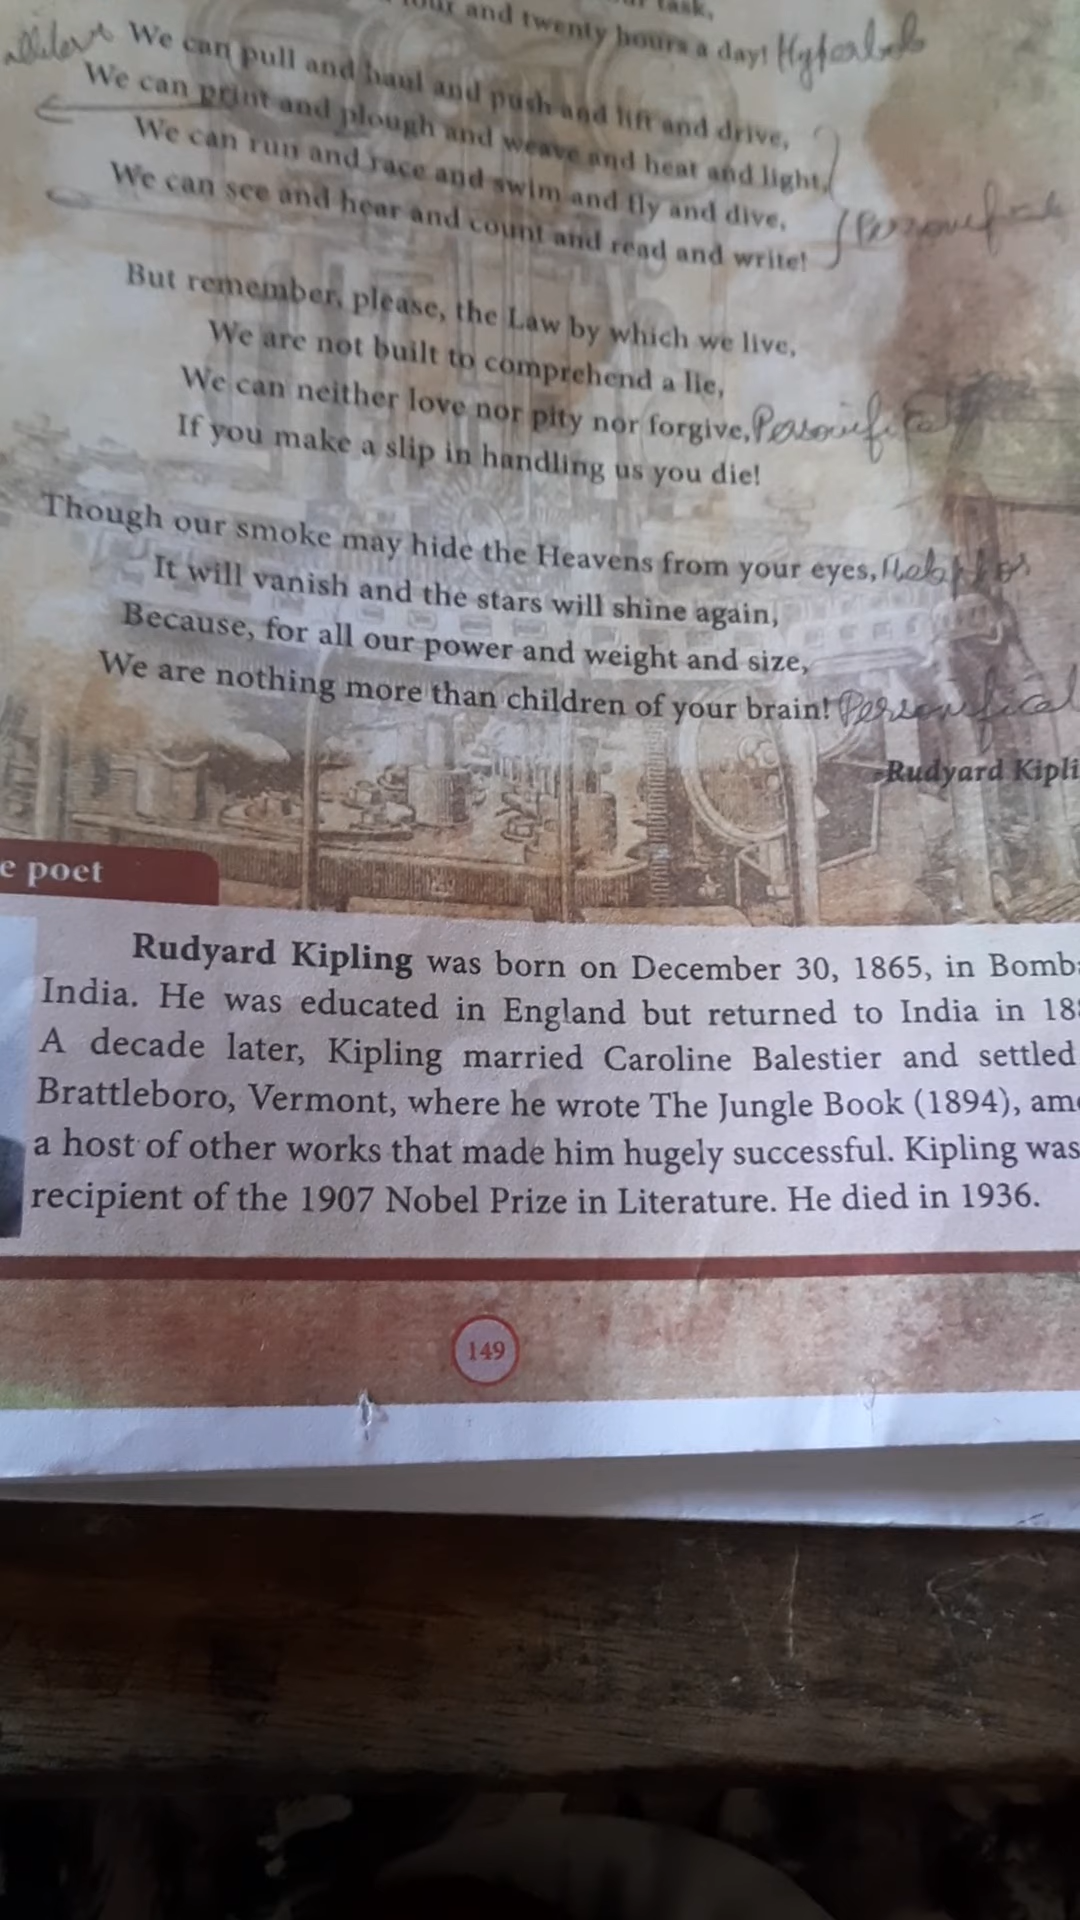 four and twenty hours a day! Hyperbole
We can pull and haul and push and lift and drive,
We can print and plough and weave and heat and light,
We can run and race and swim and fly and dive,
We can see and hear and count and read and write!
But remember, please, the Law by which we live,
We are not built to comprehend a lie,
We can neither love nor pity nor forgive,
If you make a slip in handling us you die!
Though our smoke may hide the Heavens from your eyes,
It will vanish and the stars will shine again,
Because, for all our power and weight and size,
We are nothing more than children of your brain!
-Rudyard Kipli
e poet
Rudyard Kipling was born on December 30, 1865, in Bomb
India. He was educated in England but returned to India in 18
A decade later, Kipling married Caroline Balestier and settled
Brattleboro, Vermont, where he wrote The Jungle Book (1894), am
a host of other works that made him hugely successful. Kipling was
recipient of the 1907 Nobel Prize in Literature. He died in 1936.
149